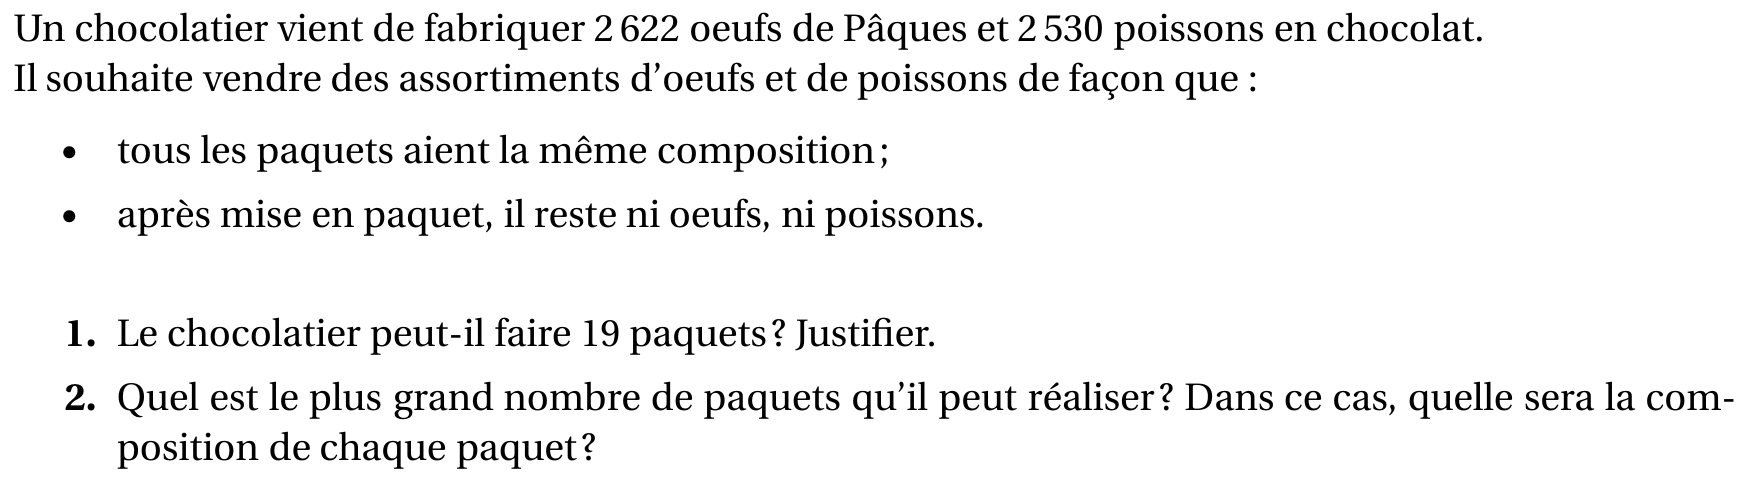 Un chocolatier vient de fabriquer 2 622 oeufs de Pâques et 2 530 poissons en chocolat.
Il souhaite vendre des assortiments d'oeufs et de poissons de façon que :
• tous les paquets aient la même composition ;
• après mise en paquet, il reste ni oeufs, ni poissons.
1. Le chocolatier peut-il faire 19 paquets ? Justifier.
2. Quel est le plus grand nombre de paquets qu'il peut réaliser ? Dans ce cas, quelle sera la com-
position de chaque paquet ?